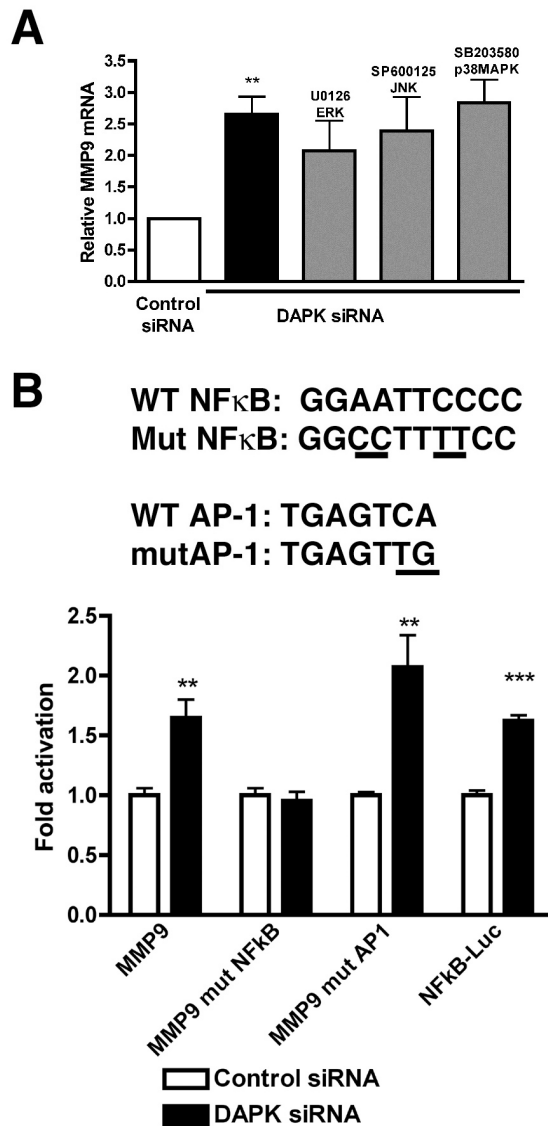 A
Relative MMP9 mRNA
3.5
3.0
2.5
2.0
1.5
1.0
0.5
0.0
**
U0126
ERK
SP600125
JNK
SB203580
p38MAPK
Control
siRNA
DAPK siRNA
B
WT NFκB: GGAATTCCCC
Mut NFκB: GGCCTTTTCC
WT AP-1: TGAGTCA
mutAP-1: TGAGTTG
Fold activation
2.5
2.0
1.5
1.0
0.5
0.0
**
**
***
MMP9
MMP9 mut NFkB
MMP9 mut AP1
NFkB-Luc
Control siRNA
DAPK siRNA